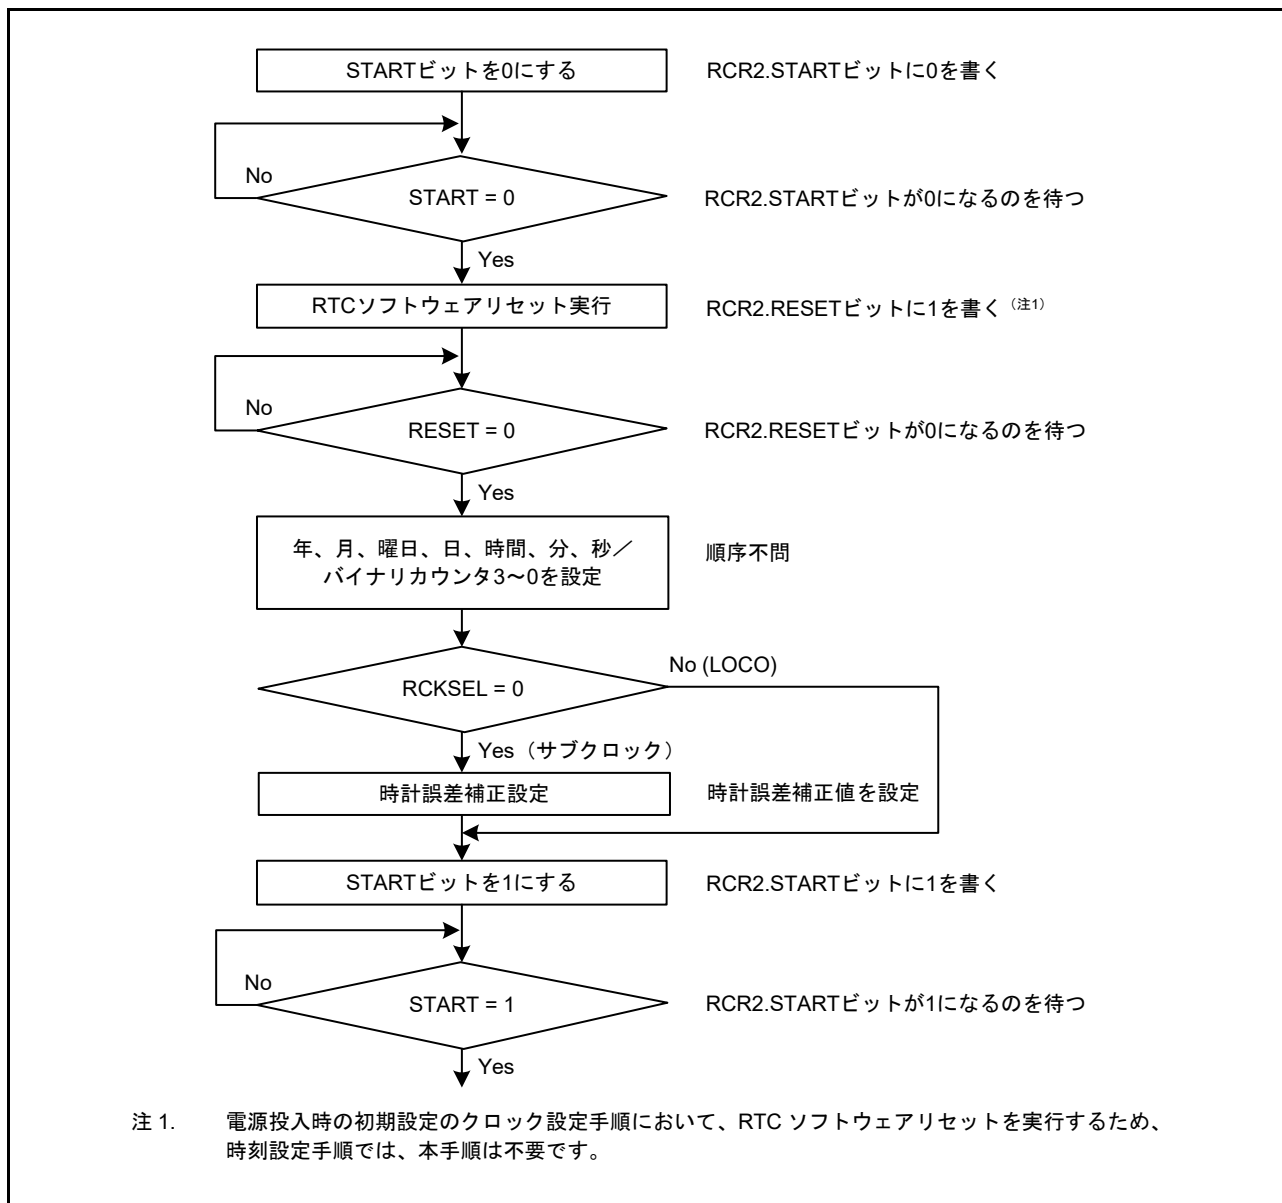 STARTビットを0にする
RCR2.STARTビットに0を書く
No
START = 0
RCR2.STARTビットが0になるのを待つ
Yes
RTCソフトウェアリセット実行
RCR2.RESETビットに1を書く（注1）
No
RESET = 0
RCR2.RESETビットが0になるのを待つ
Yes
年、月、曜日、日、時間、分、秒／
バイナリカウンタ3～0を設定
順序不問
No (LOCO)
RCKSEL = 0
Yes（サブクロック）
時計誤差補正設定
時計誤差補正値を設定
STARTビットを1にする
RCR2.STARTビットに1を書く
No
START = 1
RCR2.STARTビットが1になるのを待つ
Yes
注 1. 電源投入時の初期設定のクロック設定手順において、RTC ソフトウェアリセットを実行するため、
時刻設定手順では、本手順は不要です。